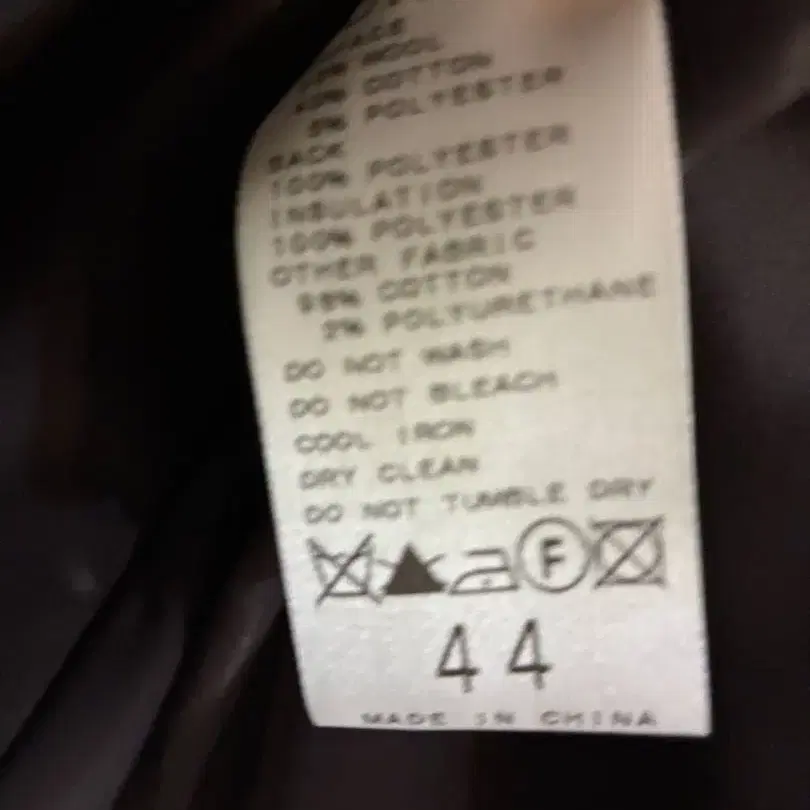 WOOL
COTTON
5% POLYESTER
BACK
100% POLYESTER
INSULATION
100% POLYESTER
OTHER FABRIC
98% COTTON
2% POLYURETHANE
DO NOT WASH
DO NOT BLEACH
COOL IRON
DRY CLEAN
DO NOT TUMBLE DRY
F
44
MADE IN CHINA